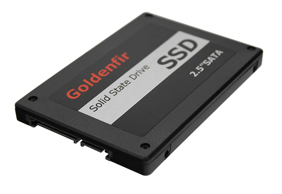 Goldenfir
Solid State Drive
SSD
2.5"SATA